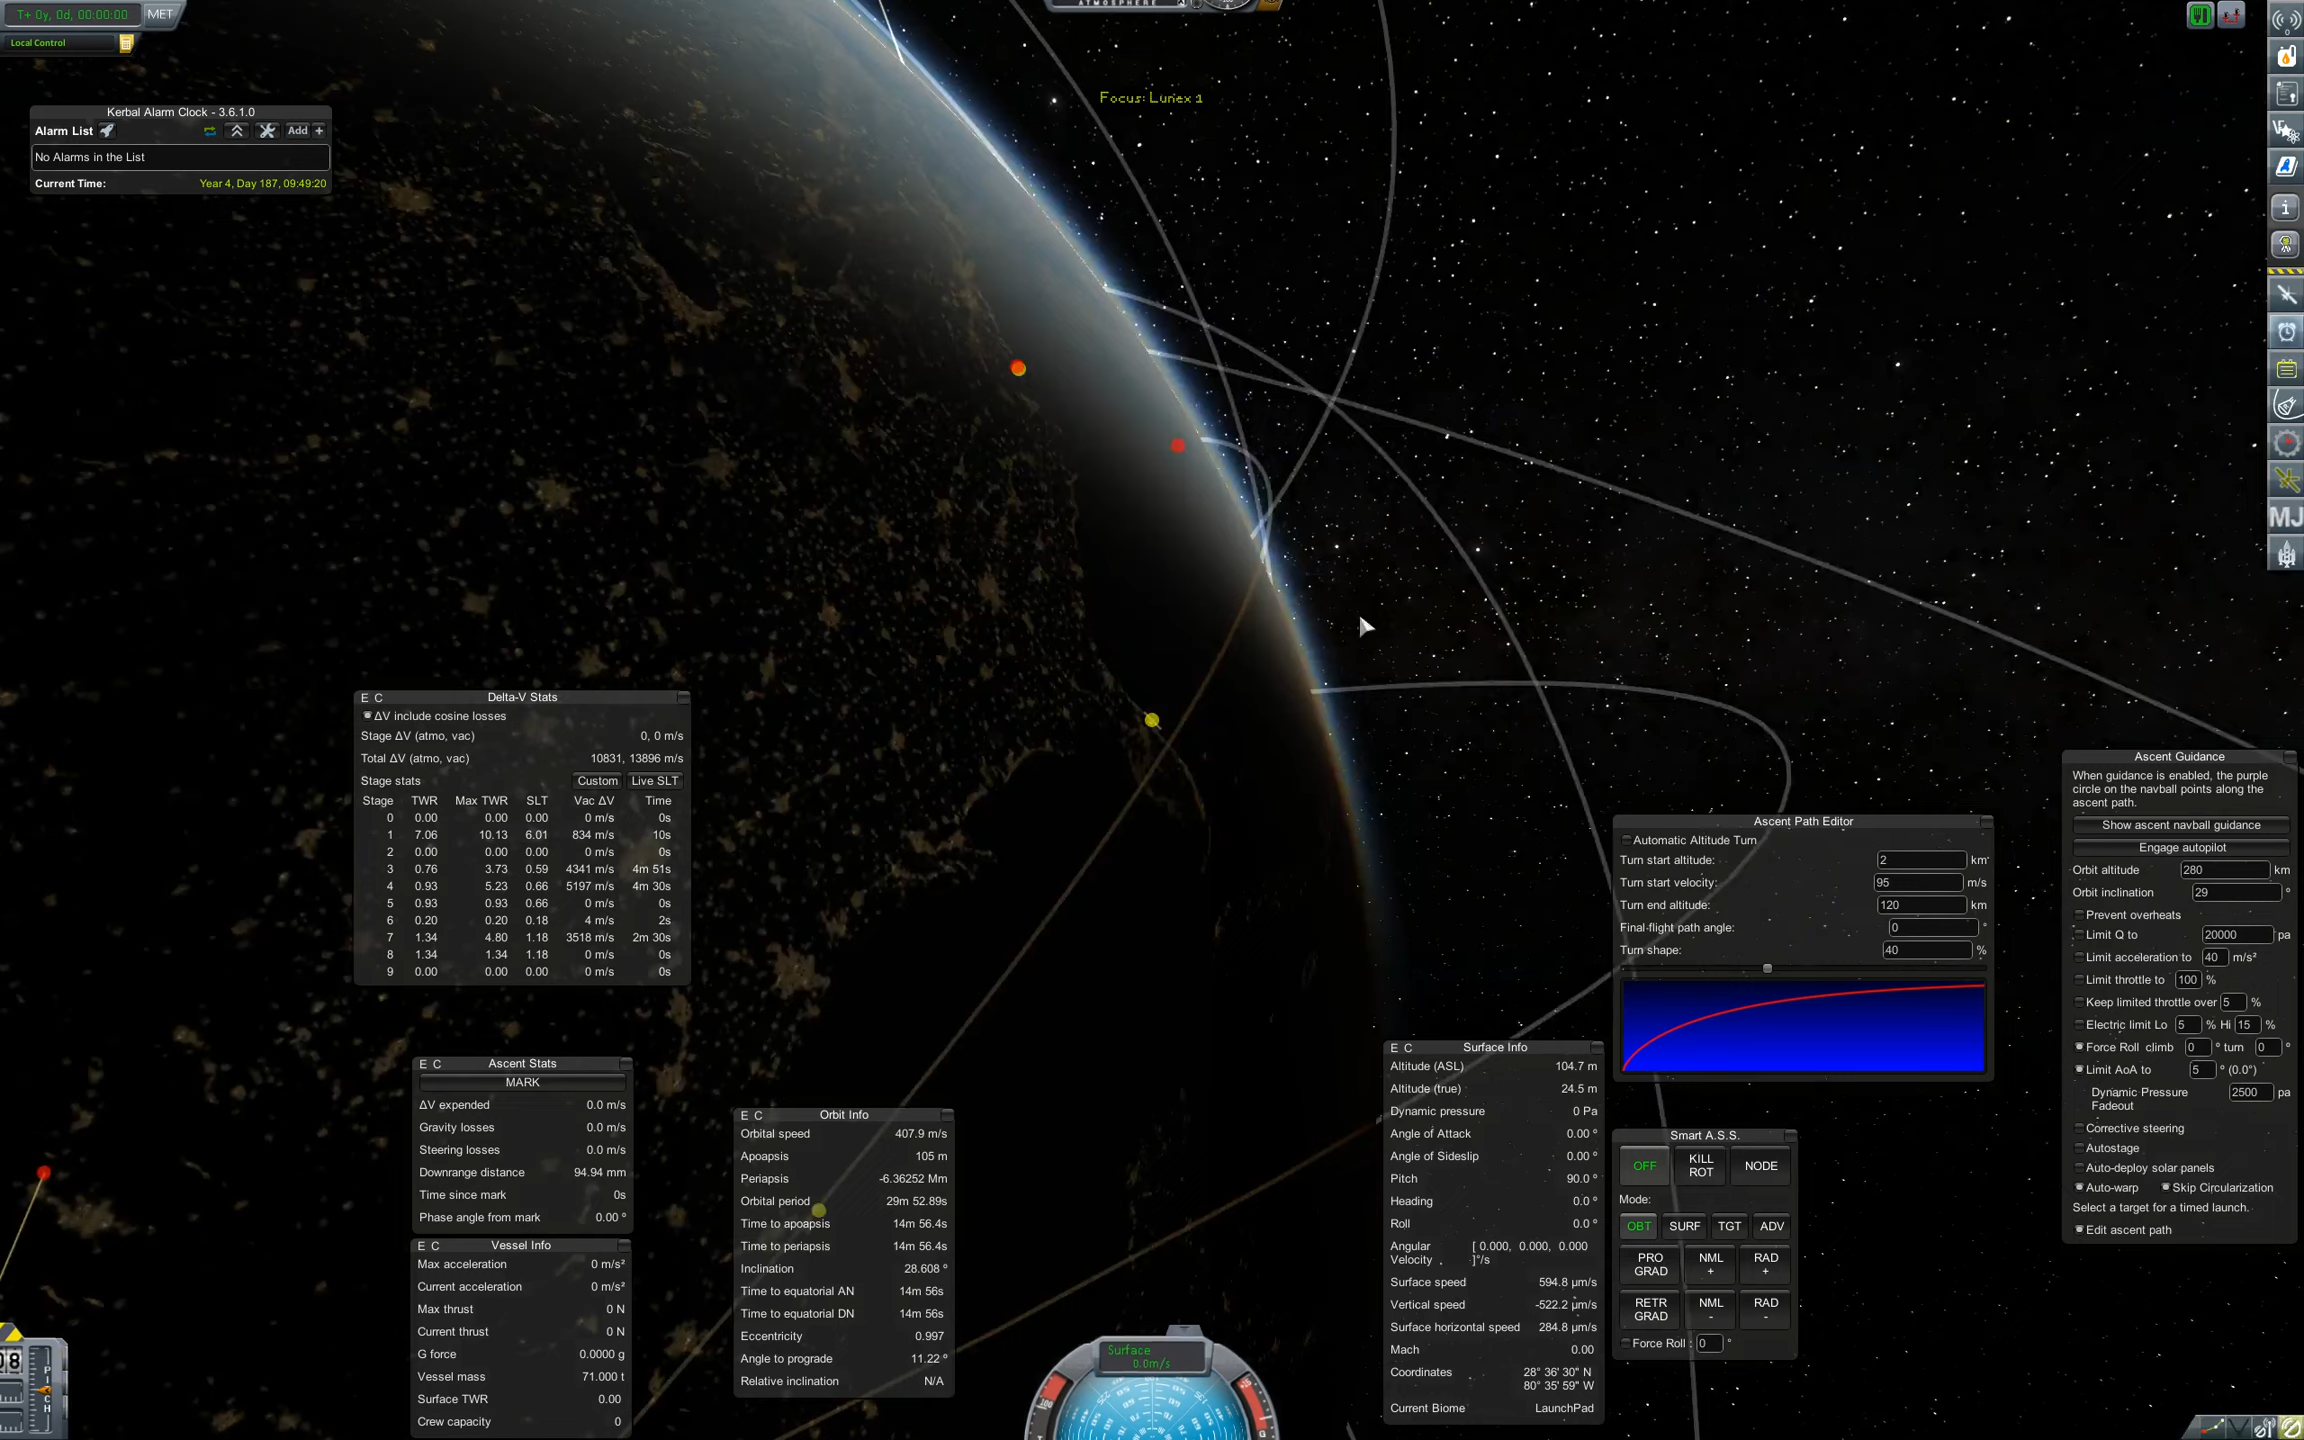 T+ 0y, 0d, 00:00:00 MET
Local Control
ATMOSPHERE
0
Focus: Lunex 1
Kerbal Alarm Clock - 3.6.1.0
Alarm List Add +
No Alarms in the List
Current Time: Year 4, Day 187, 09:49:20
MJ
E C Delta-V Stats
ΔV include cosine losses
Stage ΔV (atmo, vac) 0, 0 m/s
Total ΔV (atmo, vac) 10831, 13896 m/s
Stage stats Custom Live SLT
Stage TWR Max TWR SLT Vac ΔV Time
0 0.00 0.00 0.00 0 m/s 0s
1 7.06 10.13 6.01 834 m/s 10s
2 0.00 0.00 0.00 0 m/s 0s
3 0.76 3.73 0.59 4341 m/s 4m 51s
4 0.93 5.23 0.66 5197 m/s 4m 30s
5 0.93 0.93 0.66 0 m/s 0s
6 0.20 0.20 0.18 4 m/s 2s
7 1.34 4.80 1.18 3518 m/s 2m 30s
8 1.34 1.34 1.18 0 m/s 0s
9 0.00 0.00 0.00 0 m/s 0s
E C Ascent Stats
MARK
ΔV expended 0.0 m/s
Gravity losses 0.0 m/s
Steering losses 0.0 m/s
Downrange distance 94.94 mm
Time since mark 0s
Phase angle from mark 0.00 º
E C Vessel Info
Max acceleration 0 m/s²
Current acceleration 0 m/s²
Max thrust 0 N
Current thrust 0 N
G force 0.0000 g
Vessel mass 71.000 t
Surface TWR 0.00
Crew capacity 0
E C Orbit Info
Orbital speed 407.9 m/s
Apoapsis 105 m
Periapsis -6.36252 Mm
Orbital period 29m 52.89s
Time to apoapsis 14m 56.4s
Time to periapsis 14m 56.4s
Inclination 28.608 º
Time to equatorial AN 14m 56s
Time to equatorial DN 14m 56s
Eccentricity 0.997
Angle to prograde 11.22 º
Relative inclination N/A
Surface
0.0m/s
E C Surface Info
Altitude (ASL) 104.7 m
Altitude (true) 24.5 m
Dynamic pressure 0 Pa
Angle of Attack 0.00 º
Angle of Sideslip 0.00 º
Pitch 90.0 º
Heading 0.0 º
Roll 0.0 º
Angular [ 0.000, 0.000, 0.000
Velocity ]°/s
Surface speed 594.8 µm/s
Vertical speed -522.2 µm/s
Surface horizontal speed 284.8 µm/s
Mach 0.00
Coordinates 28° 36' 30" N
80° 35' 59" W
Current Biome LaunchPad
Ascent Path Editor
Automatic Altitude Turn
Turn start altitude: 2 km
Turn start velocity: 95 m/s
Turn end altitude: 120 km
Final flight path angle: 0 °
Turn shape: 40 %
Smart A.S.S.
OFF KILL ROT NODE
Mode:
OBT SURF TGT ADV
PRO GRAD NML + RAD +
RETR GRAD NML - RAD -
Force Roll : 0 °
Ascent Guidance
When guidance is enabled, the purple
circle on the navball points along the
ascent path.
Show ascent navball guidance
Engage autopilot
Orbit altitude 280 km
Orbit inclination 29 º
Prevent overheats
Limit Q to 20000 pa
Limit acceleration to 40 m/s²
Limit throttle to 100 %
Keep limited throttle over 5 %
Electric limit Lo 5 % Hi 15 %
Force Roll climb 0 º turn 0 º
Limit AoA to 5 º (0.0°)
Dynamic Pressure 2500 pa
Fadeout
Corrective steering
Autostage
Auto-deploy solar panels
Auto-warp Skip Circularization
Select a target for a timed launch.
Edit ascent path
PITCH